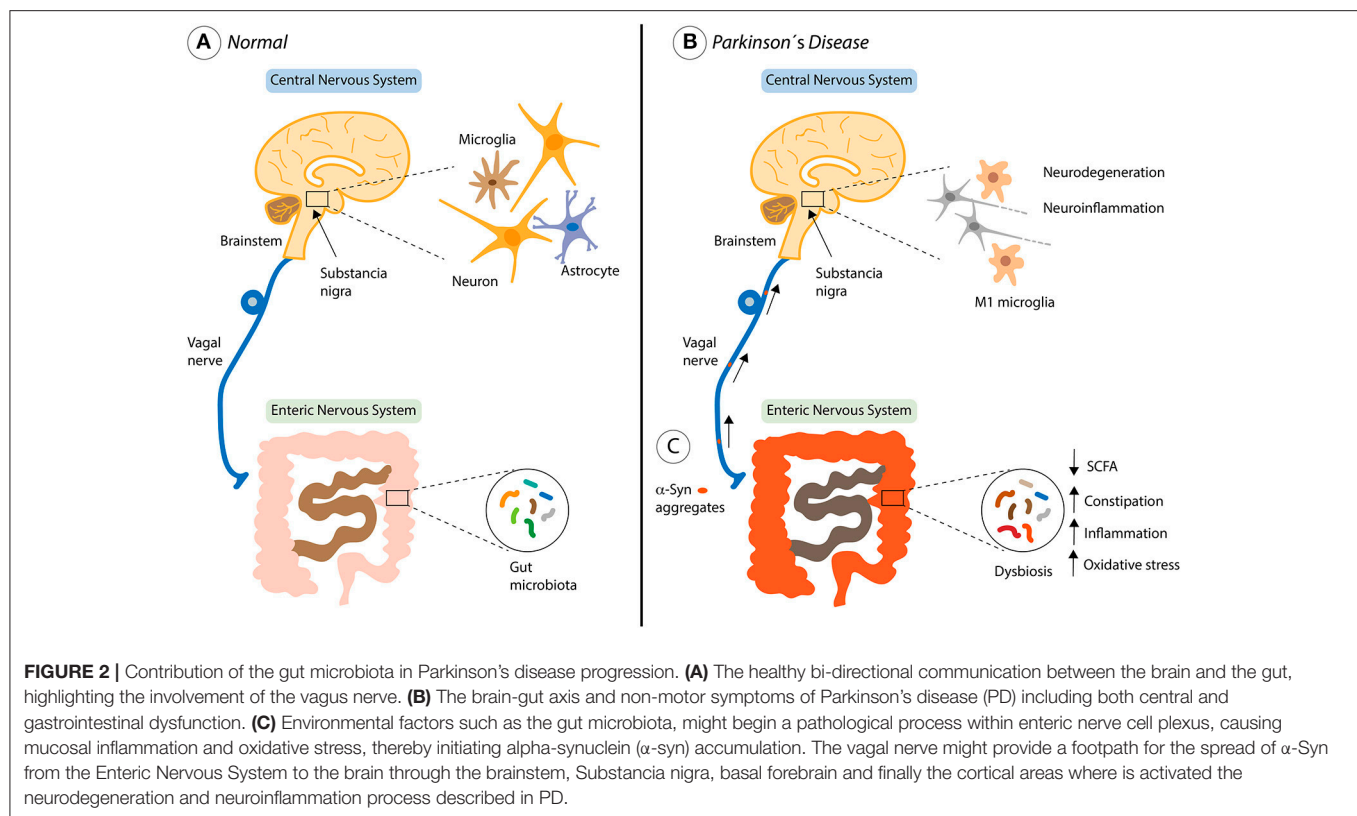 A Normal
Central Nervous System
Microglia
Brainstem
Substancia
nigra
Neuron
Astrocyte
Vagal
nerve
Enteric Nervous System
Gut
microbiota
B Parkinson´s Disease
Central Nervous System
Neurodegeneration
Neuroinflammation
Brainstem
Substancia
nigra
M1 microglia
Vagal
nerve
Enteric Nervous System
C
α-Syn
aggregates
SCFA
Constipation
Inflammation
Oxidative stress
Dysbiosis
FIGURE 2 | Contribution of the gut microbiota in Parkinson's disease progression. (A) The healthy bi-directional communication between the brain and the gut,
highlighting the involvement of the vagus nerve. (B) The brain-gut axis and non-motor symptoms of Parkinson's disease (PD) including both central and
gastrointestinal dysfunction. (C) Environmental factors such as the gut microbiota, might begin a pathological process within enteric nerve cell plexus, causing
mucosal inflammation and oxidative stress, thereby initiating alpha-synuclein (α-syn) accumulation. The vagal nerve might provide a footpath for the spread of α-Syn
from the Enteric Nervous System to the brain through the brainstem, Substancia nigra, basal forebrain and finally the cortical areas where is activated the
neurodegeneration and neuroinflammation process described in PD.